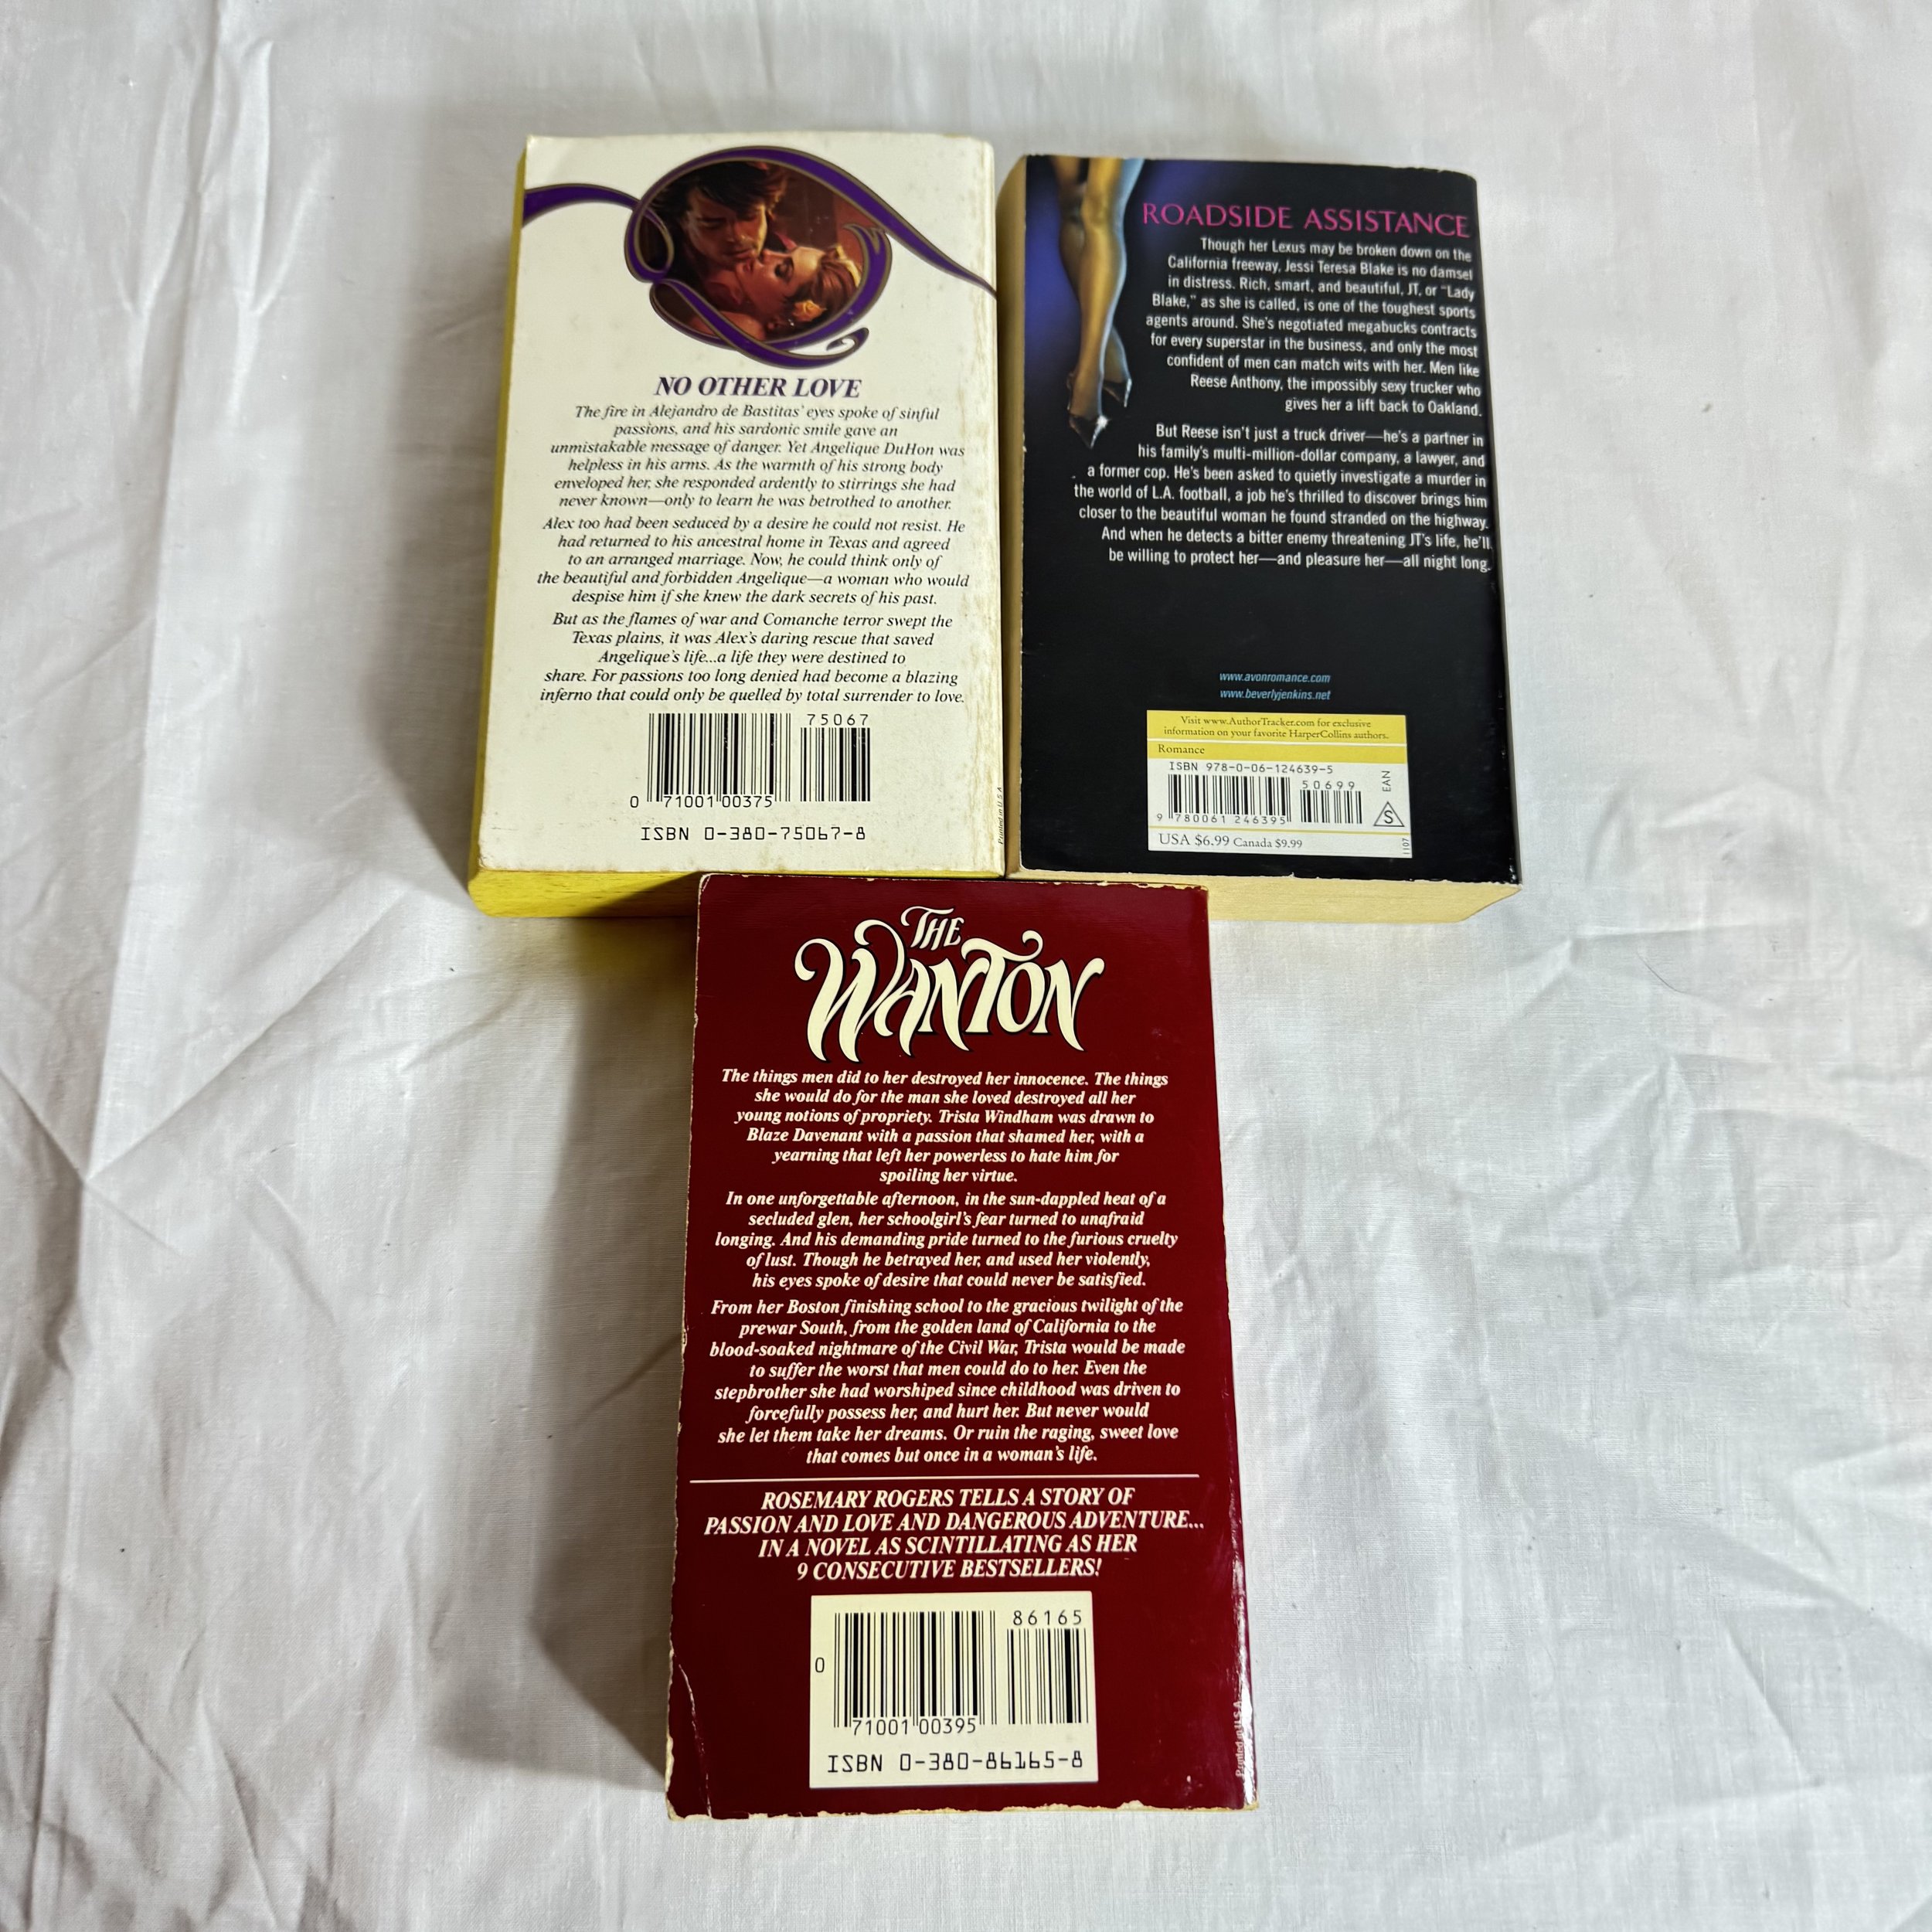 NO OTHER LOVE
The fire in Alejandro de Bastitas' eyes spoke of sinful
passions, and his sardonic smile gave an
unmistakable message of danger. Yet Angelique DuHon was
helpless in his arms. As the warmth of his strong body
enveloped her, she responded ardently to stirrings she had
never known—only to learn he was betrothed to another.
Alex too had been seduced by a desire he could not resist. He
had returned to his ancestral home in Texas and agreed
to an arranged marriage. Now, he could think only of
the beautiful and forbidden Angelique—a woman who would
despise him if she knew the dark secrets of his past.
But as the flames of war and Comanche terror swept the
Texas plains, it was Alex's daring rescue that saved
Angelique's life...a life they were destined to
share. For passions too long denied had become a blazing
inferno that could only be quelled by total surrender to love.
75067
0 71001 00375
ISBN 0-380-75067-8
Printed in U.S.A.
ROADSIDE ASSISTANCE
Though her Lexus may be broken down on the
California freeway, Jessi Teresa Blake is no damsel
in distress. Rich, smart, and beautiful, JT, or "Lady
Blake," as she is called, is one of the toughest sports
agents around. She's negotiated megabucks contracts
for every superstar in the business, and only the most
confident of men can match wits with her. Men like
Reese Anthony, the impossibly sexy trucker who
gives her a lift back to Oakland.
But Reese isn't just a truck driver—he's a partner in
his family's multi-million-dollar company, a lawyer, and
a former cop. He's been asked to quietly investigate a murder in
the world of L.A. football, a job he's thrilled to discover brings him
closer to the beautiful woman he found stranded on the highway.
And when he detects a bitter enemy threatening JT's life, he'll
be willing to protect her—and pleasure her—all night long.
www.avonromance.com
www.beverlyjenkins.net
Visit www.AuthorTracker.com for exclusive
information on your favorite HarperCollins authors.
Romance
ISBN 978-0-06-124639-5
50699
EAN
S
9 780061 246395
USA $6.99 Canada $9.99
1107
THE
WANTON
The things men did to her destroyed her innocence. The things
she would do for the man she loved destroyed all her
young notions of propriety. Trista Windham was drawn to
Blaze Davenant with a passion that shamed her, with a
yearning that left her powerless to hate him for
spoiling her virtue.
In one unforgettable afternoon, in the sun-dappled heat of a
secluded glen, her schoolgirl's fear turned to unafraid
longing. And his demanding pride turned to the furious cruelty
of lust. Though he betrayed her, and used her violently,
his eyes spoke of desire that could never be satisfied.
From her Boston finishing school to the gracious twilight of the
prewar South, from the golden land of California to the
blood-soaked nightmare of the Civil War, Trista would be made
to suffer the worst that men could do to her. Even the
stepbrother she had worshiped since childhood was driven to
forcefully possess her, and hurt her. But never would
she let them take her dreams. Or ruin the raging, sweet love
that comes but once in a woman's life.
ROSEMARY ROGERS TELLS A STORY OF
PASSION AND LOVE AND DANGEROUS ADVENTURE...
IN A NOVEL AS SCINTILLATING AS HER
9 CONSECUTIVE BESTSELLERS!
86165
0
71001 00395
ISBN 0-380-86165-8
Printed in U.S.A.